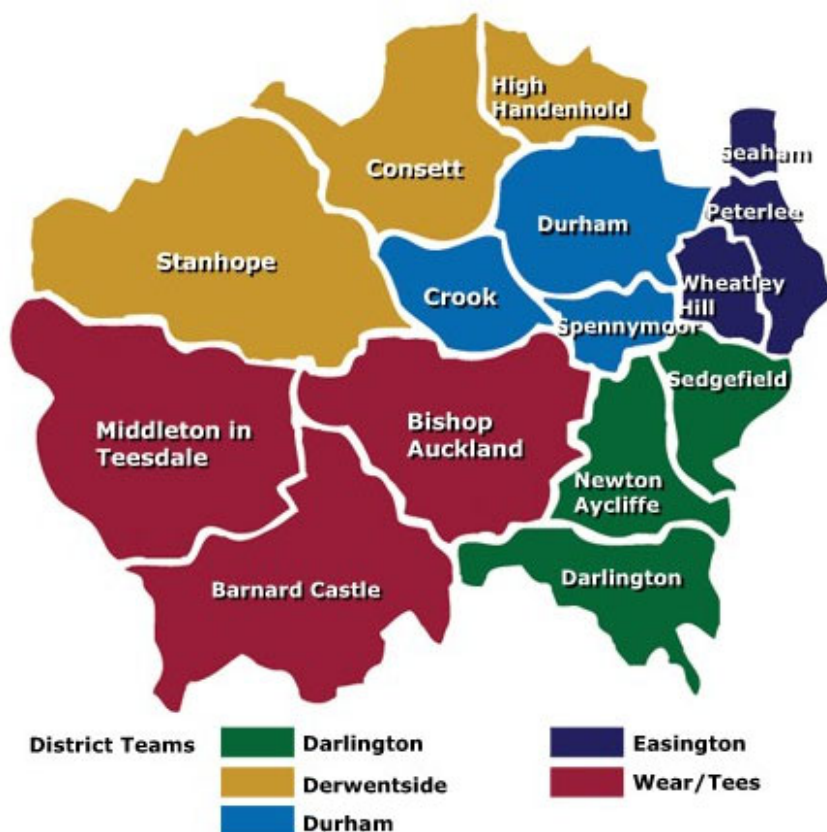 High
Handenhold
Seaham
Consett
Peterlee
Durham
Stanhope
Crook
Wheatley
Hill
Spennymoor
Sedgefield
Middleton in
Teesdale
Bishop
Auckland
Newton
Aycliffe
Barnard Castle
Darlington
District Teams
Darlington
Easington
Derwentside
Wear/Tees
Durham